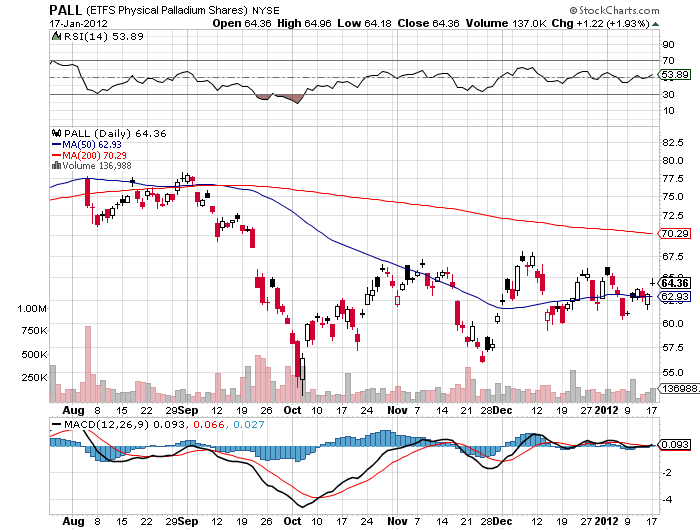 PALL (ETFS Physical Palladium Shares) NYSE
© StockCharts.com
17-Jan-2012
Open 64.36 High 64.96 Low 64.18 Close 64.36 Volume 137.0K Chg +1.22 (+1.93%)
RSI(14) 53.89
90
70
53.89
30
10
PALL (Daily) 64.36
MA(50) 62.93
MA(200) 70.29
Volume 136,988
82.5
80.0
77.5
75.0
72.5
70.29
67.5
64.36
62.93
60.0
57.5
55.0
136988
1.00M
750K
500K
250K
Aug 8 15 22 29 Sep 12 19 26 Oct 10 17 24 Nov 7 14 21 28 Dec 12 19 27 2012 9 17
MACD(12,26,9) 0.093, 0.066, 0.027
0.093
-2
-4
Aug 8 15 22 29 Sep 12 19 26 Oct 10 17 24 Nov 7 14 21 28 Dec 12 19 27 2012 9 17